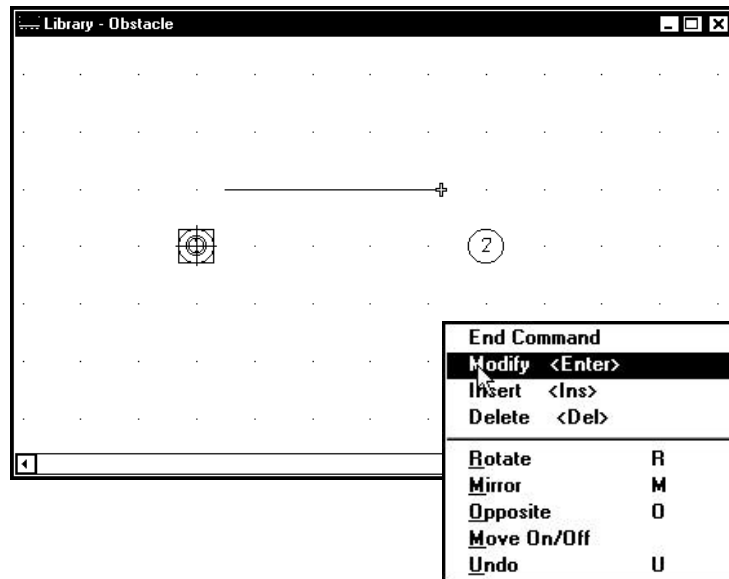 Library - Obstacle
2
End Command
Modify <Enter>
Insert <Ins>
Delete <Del>
Rotate R
Mirror M
Opposite O
Move On/Off
Undo U